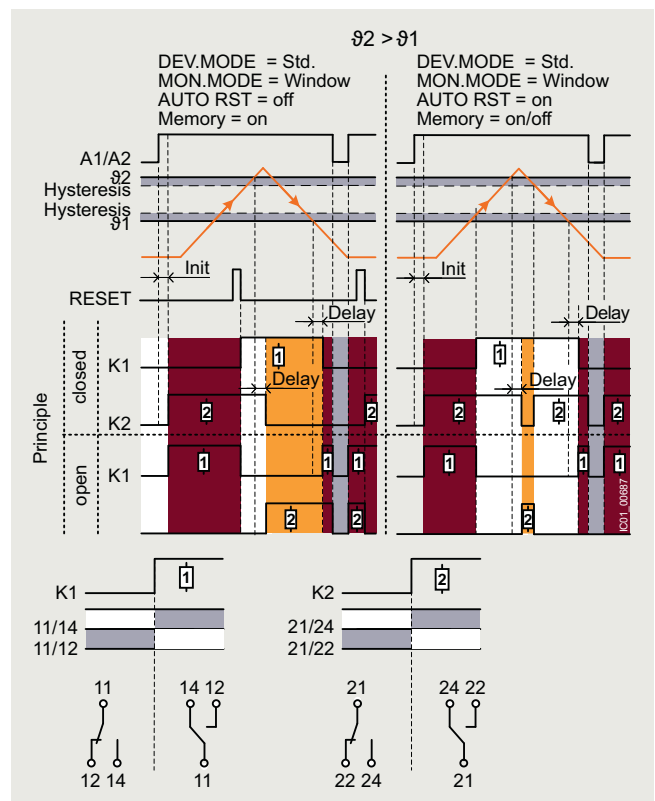 ϑ2 > ϑ1
DEV.MODE = Std.
MON.MODE = Window
AUTO RST = off
Memory = on
DEV.MODE = Std.
MON.MODE = Window
AUTO RST = on
Memory = on/off
A1/A2
ϑ2
Hysteresis
Hysteresis
ϑ1
Init
Init
RESET
Delay
Delay
Principle
closed
K1
1
1
Delay
Delay
K2
2
2
2
2
2
open
K1
1
1
1
1
1
1
2
2
2
IC01_00687
K1
1
K2
2
11/14
21/24
11/12
21/22
11
14 12
21
24 22
12 14
11
22 24
21